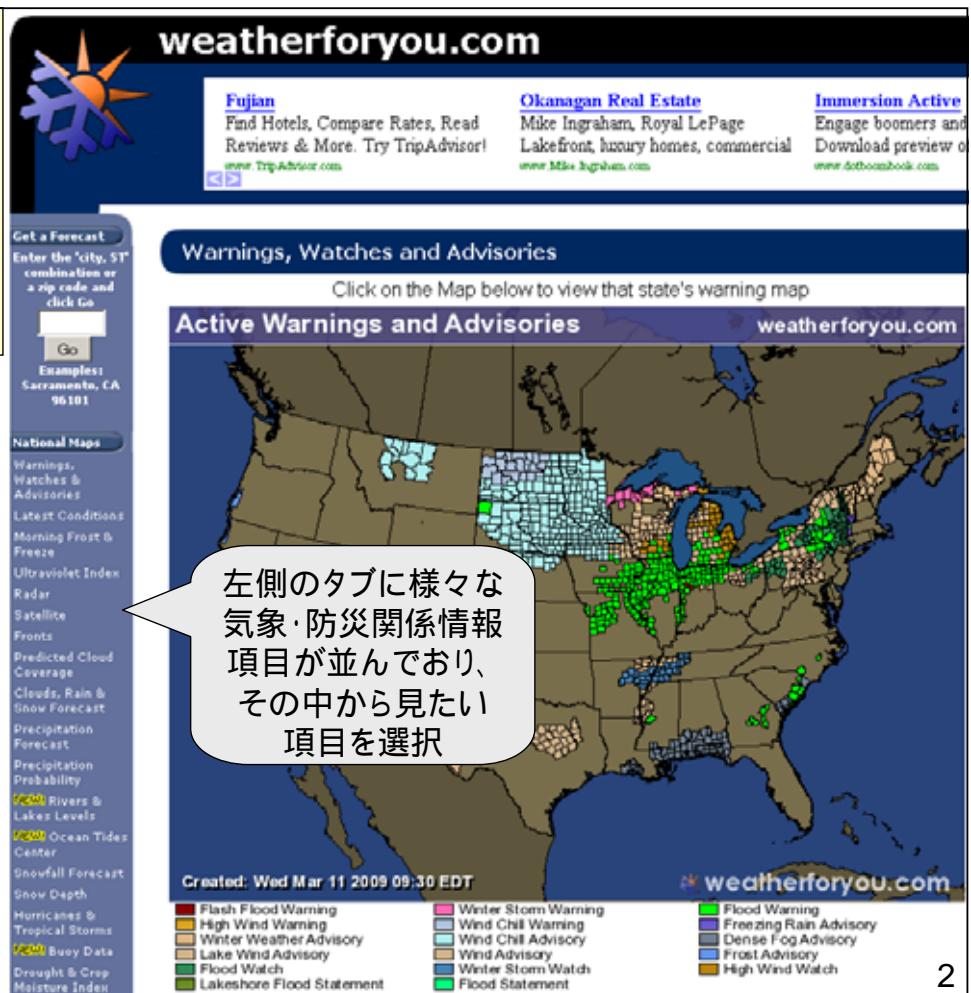 weatherforyou.com
Fujian
Find Hotels, Compare Rates, Read
Reviews & More. Try TripAdvisor!
www.TripAdvisor.com
Okanagan Real Estate
Mike Ingraham, Royal LePage
Lakefront, luxury homes, commercial
www.Mike Ingraham.com
Immersion Active
Engage boomers and
Download preview o
www.dotboombook.com
Get a Forecast
Enter the "city, ST"
combination or
a zip code and
click Go
Go
Examples:
Sacramento, CA
96101
National Maps
Warnings,
Watches &
Advisories
Latest Conditions
Morning Frost &
Freeze
Ultraviolet Index
Radar
Satellite
Fronts
Predicted Cloud
Coverage
Clouds, Rain &
Snow Forecast
Precipitation
Forecast
Precipitation
Probability
NEW! Rivers &
Lakes Levels
NEW! Ocean Tides
Center
Snowfall Forecast
Snow Depth
Hurricanes &
Tropical Storms
NEW! Buoy Data
Drought & Crop
Moisture Index
Warnings, Watches and Advisories
Click on the Map below to view that state's warning map
Active Warnings and Advisories
weatherforyou.com
左側のタブに様々な
気象・防災関係情報
項目が並んでおり、
その中から見たい
項目を選択
Created: Wed Mar 11 2009 09:30 EDT
weatherforyou.com
Flash Flood Warning
High Wind Warning
Winter Weather Advisory
Lake Wind Advisory
Flood Watch
Lakeshore Flood Statement
Winter Storm Warning
Wind Chill Warning
Wind Chill Advisory
Wind Advisory
Winter Storm Watch
Flood Statement
Flood Warning
Freezing Rain Advisory
Dense Fog Advisory
Frost Advisory
High Wind Watch
2